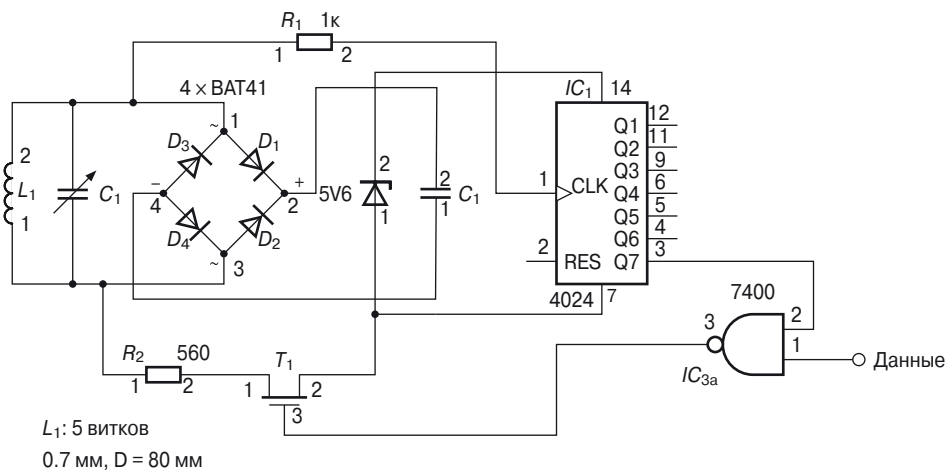 R1 1к
1 2
4 × BAT41
IC1 14
~ 1
D3 D1
2
L1
1
C1
−
4
+
2
5V6
2
1
2
1
C1
D4 D2
~ 3
1
CLK
2
RES
Q1 12
Q2 11
Q3 9
Q4 6
Q5 5
Q6 4
Q7 3
4024 7
7400
3
2
1
IC3a
Данные
R2 560
1 2
T1
1 2
3
L1: 5 витков
0.7 мм, D = 80 мм